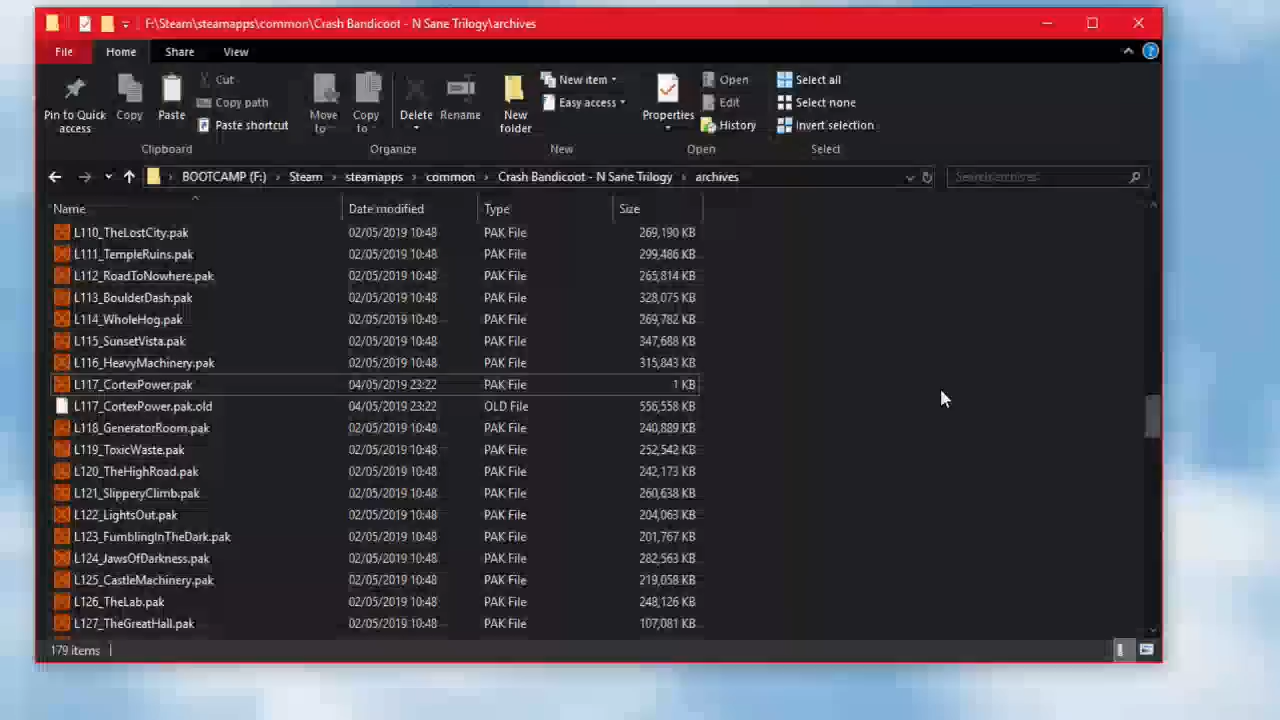 F:\Steam\steamapps\common\Crash Bandicoot - N Sane Trilogy\archives
File Home Share View
Pin to Quick access
Copy
Paste
Cut
Copy path
Paste shortcut
Clipboard
Move to
Copy to
Delete
Rename
Organize
New folder
New item
Easy access
New
Properties
Open
Edit
History
Open
Select all
Select none
Invert selection
Select
BOOTCAMP (F:) › Steam › steamapps › common › Crash Bandicoot - N Sane Trilogy › archives
Search archives
Name Date modified Type Size
L110_TheLostCity.pak 02/05/2019 10:48 PAK File 269,190 KB
L111_TempleRuins.pak 02/05/2019 10:48 PAK File 299,486 KB
L112_RoadToNowhere.pak 02/05/2019 10:48 PAK File 265,814 KB
L113_BoulderDash.pak 02/05/2019 10:48 PAK File 328,075 KB
L114_WholeHog.pak 02/05/2019 10:48 PAK File 269,782 KB
L115_SunsetVista.pak 02/05/2019 10:48 PAK File 347,688 KB
L116_HeavyMachinery.pak 02/05/2019 10:48 PAK File 315,843 KB
L117_CortexPower.pak 04/05/2019 23:22 PAK File 1 KB
L117_CortexPower.pak.old 04/05/2019 23:22 OLD File 556,558 KB
L118_GeneratorRoom.pak 02/05/2019 10:48 PAK File 240,889 KB
L119_ToxicWaste.pak 02/05/2019 10:48 PAK File 252,542 KB
L120_TheHighRoad.pak 02/05/2019 10:48 PAK File 242,173 KB
L121_SlipperyClimb.pak 02/05/2019 10:48 PAK File 260,638 KB
L122_LightsOut.pak 02/05/2019 10:48 PAK File 204,063 KB
L123_FumblingInTheDark.pak 02/05/2019 10:48 PAK File 201,767 KB
L124_JawsOfDarkness.pak 02/05/2019 10:48 PAK File 282,563 KB
L125_CastleMachinery.pak 02/05/2019 10:48 PAK File 219,058 KB
L126_TheLab.pak 02/05/2019 10:48 PAK File 248,126 KB
L127_TheGreatHall.pak 02/05/2019 10:48 PAK File 107,081 KB
179 items